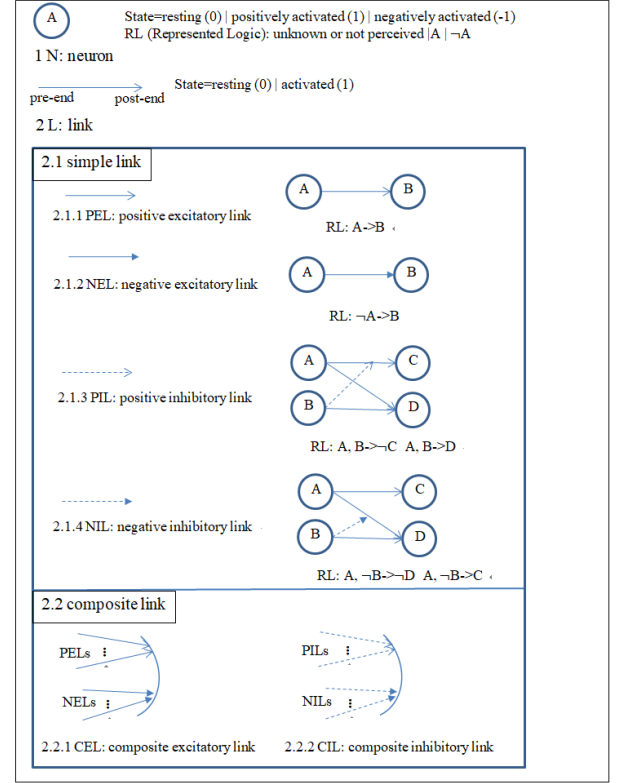 A
State=resting (0) | positively activated (1) | negatively activated (-1)
RL (Represented Logic): unknown or not perceived |A | ¬A
1 N: neuron
State=resting (0) | activated (1)
pre-end post-end
2 L: link
2.1 simple link
A B
2.1.1 PEL: positive excitatory link
RL: A->B
A B
2.1.2 NEL: negative excitatory link
RL: ¬A->B
A C
2.1.3 PIL: positive inhibitory link
B D
RL: A, B->¬C A, B->D
A C
2.1.4 NIL: negative inhibitory link
B D
RL: A, ¬B->¬D A, ¬B->C
2.2 composite link
PELs ⋮
PILs ⋮
NELs ⋮
NILs ⋮
2.2.1 CEL: composite excitatory link
2.2.2 CIL: composite inhibitory link